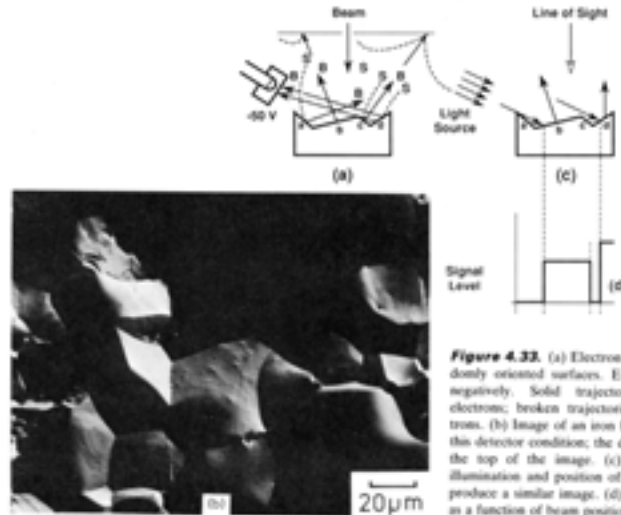 Beam
Line of Sight
B
S
B
S
S
S
B
B
S
B
-50 V
a
b
c
d
Light
Source
b
c
d
(a)
(c)
Signal
Level
(d
Figure 4.33. (a) Electron
domly oriented surfaces. E
negatively. Solid trajecto
electrons; broken trajectori
trons. (b) Image of an iron f
this detector condition; the d
the top of the image. (c)
illumination and position of
produce a similar image. (d)
as a function of beam position
(b)
20μm